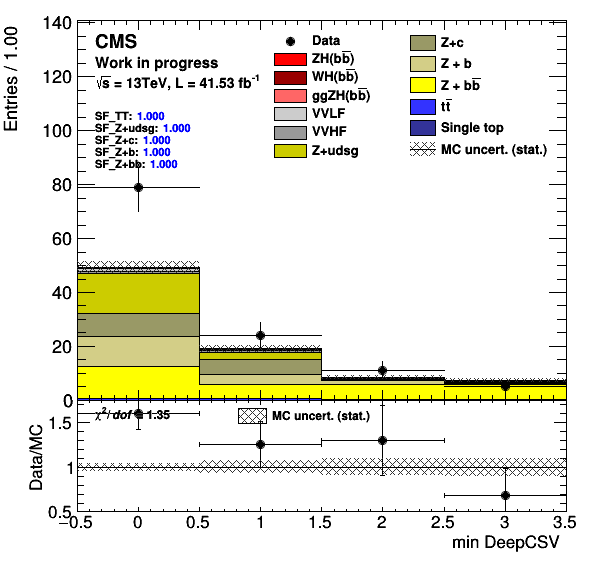 Entries / 1.00
140
120
100
80
60
40
20
0
CMS
Work in progress
√s = 13TeV, L = 41.53 fb⁻¹
SF_TT: 1.000
SF_Z+udsg: 1.000
SF_Z+c: 1.000
SF_Z+b: 1.000
SF_Z+bb: 1.000
Data
ZH(bb̅)
WH(bb̅)
ggZH(bb̅)
VVLF
VVHF
Z+udsg
Z+c
Z + b
Z + bb̅
tt̅
Single top
MC uncert. (stat.)
Data/MC
1.5
1
0.5
χ²/dof = 1.35
MC uncert. (stat.)
−0.5 0 0.5 1 1.5 2 2.5 3 3.5
min DeepCSV